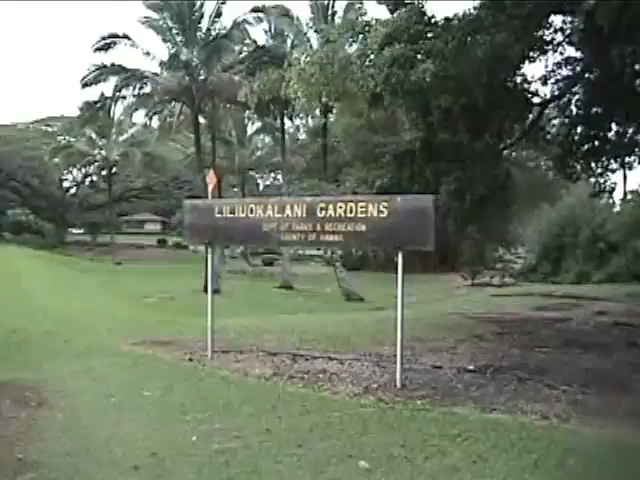 LILIUOKALANI GARDENS
DEPT OF PARKS & RECREATION
COUNTY OF HAWAII